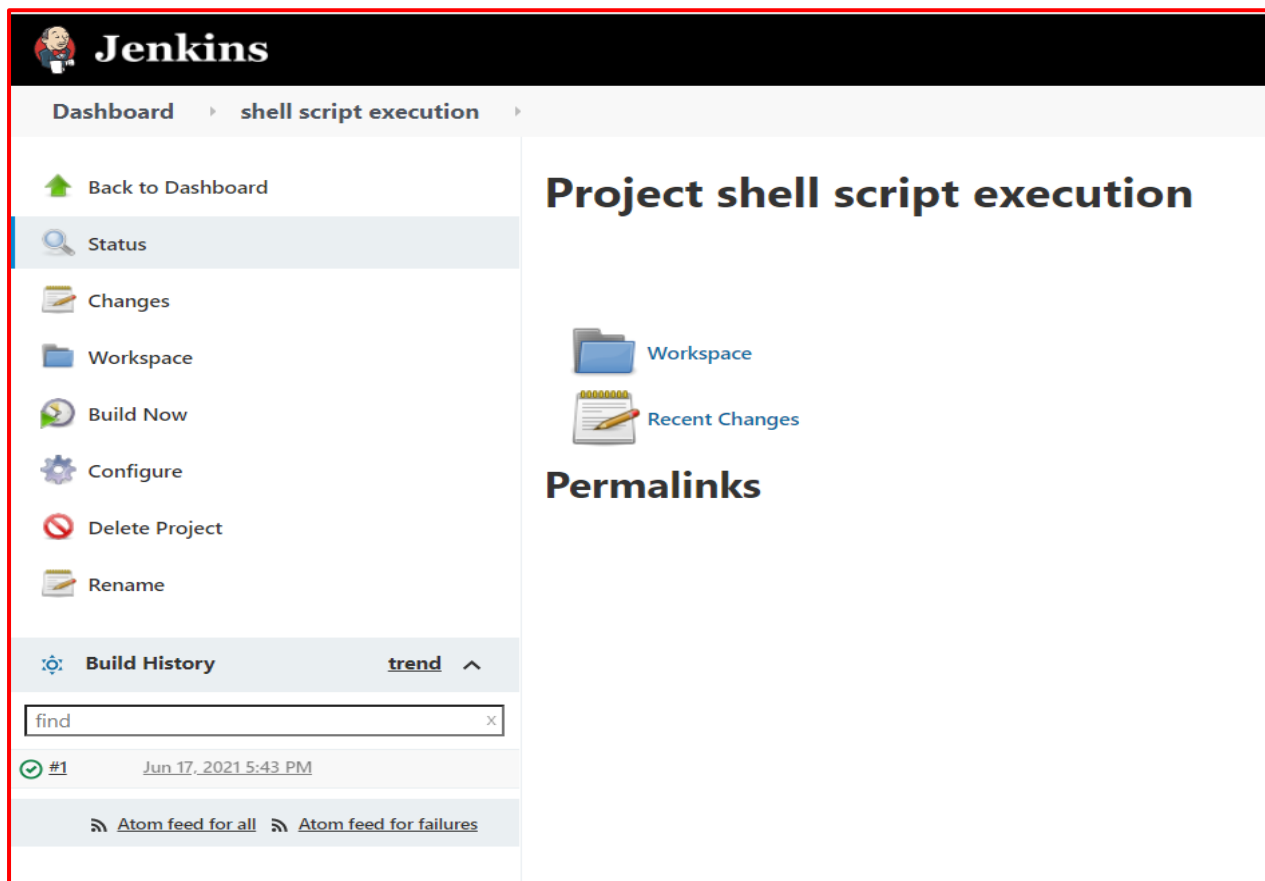 Jenkins
Dashboard shell script execution
Back to Dashboard
Status
Changes
Workspace
Build Now
Configure
Delete Project
Rename
Build History trend
find x
#1 Jun 17, 2021 5:43 PM
Atom feed for all Atom feed for failures
Project shell script execution
Workspace
Recent Changes
Permalinks